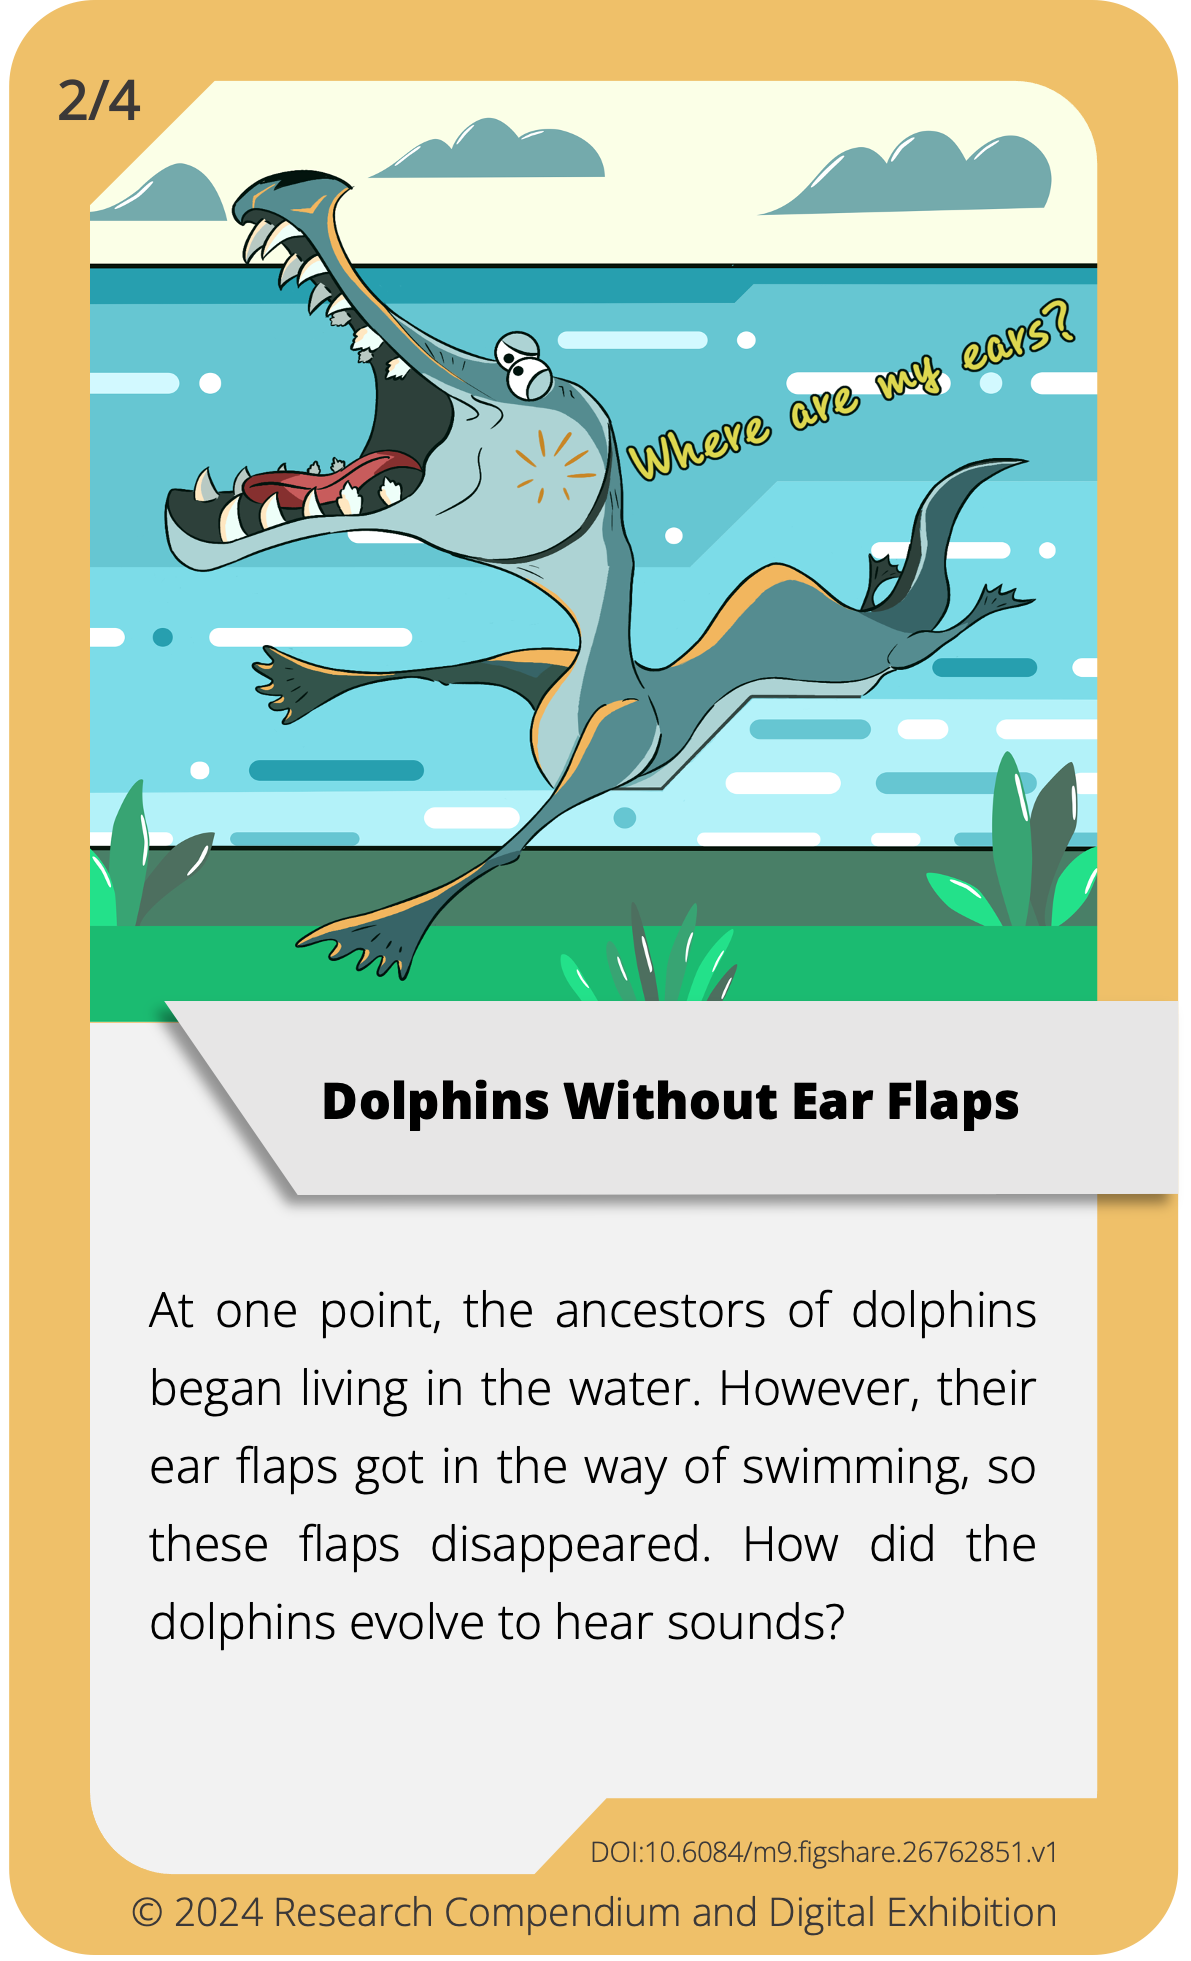 2/4
Where are my ears?
Dolphins Without Ear Flaps
At one point, the ancestors of dolphins
began living in the water. However, their
ear flaps got in the way of swimming, so
these flaps disappeared. How did the
dolphins evolve to hear sounds?
DOI:10.6084/m9.figshare.26762851.v1
© 2024 Research Compendium and Digital Exhibition